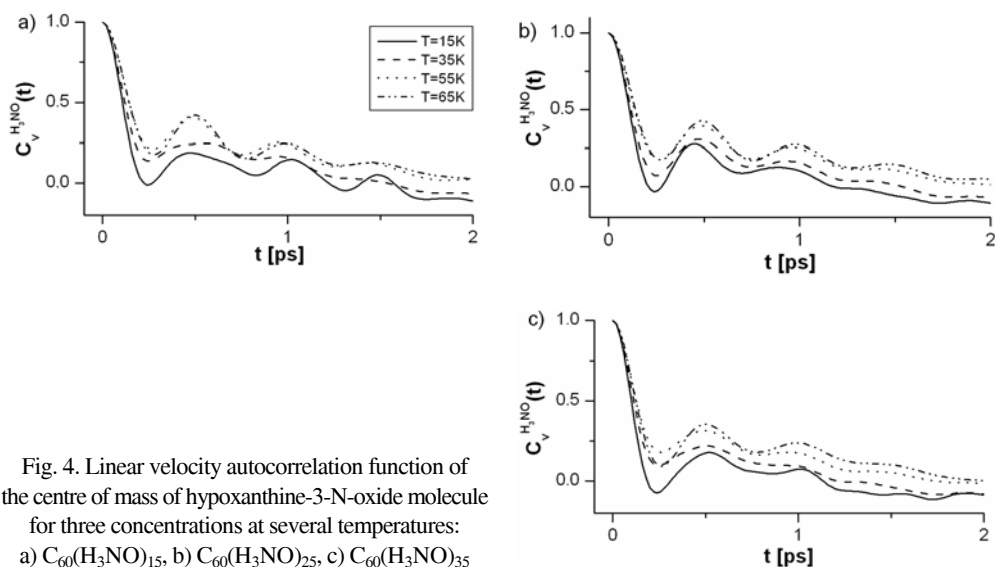 a)
1.0
0.5
0.0
C_v^{H₃NO}(t)
0
1
2
t [ps]
T=15K
T=35K
T=55K
T=65K
b)
1.0
0.5
0.0
C_v^{H₃NO}(t)
0
1
2
t [ps]
c)
1.0
0.5
0.0
C_v^{H₃NO}(t)
0
1
2
t [ps]
Fig. 4. Linear velocity autocorrelation function of
the centre of mass of hypoxanthine-3-N-oxide molecule
for three concentrations at several temperatures:
a) C₆₀(H₃NO)₁₅, b) C₆₀(H₃NO)₂₅, c) C₆₀(H₃NO)₃₅